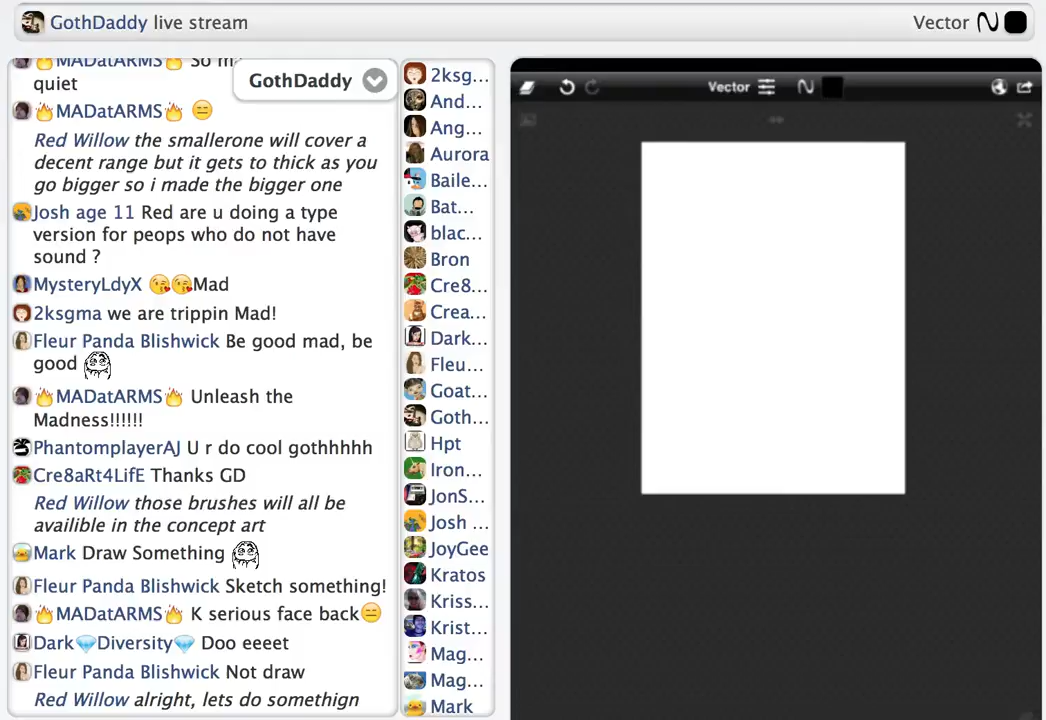 GothDaddy live stream
Vector
🔥MADatARMS🔥 So m
quiet
GothDaddy
🔥MADatARMS🔥 😑
Red Willow the smallerone will cover a
decent range but it gets to thick as you
go bigger so i made the bigger one
Josh age 11 Red are u doing a type
version for peops who do not have
sound ?
MysteryLdyX 😘😘Mad
2ksgma we are trippin Mad!
Fleur Panda Blishwick Be good mad, be
good
🔥MADatARMS🔥 Unleash the
Madness!!!!!!
PhantomplayerAJ U r do cool gothhhhh
Cre8aRt4LifE Thanks GD
Red Willow those brushes will all be
availible in the concept art
Mark Draw Something
Fleur Panda Blishwick Sketch something!
🔥MADatARMS🔥 K serious face back😑
Dark💎Diversity💎 Doo eeeet
Fleur Panda Blishwick Not draw
Red Willow alright, lets do somethign
2ksg...
And...
Ang...
Aurora
Baile...
Bat...
blac...
Bron
Cre8...
Crea...
Dark...
Fleu...
Goat...
Goth...
Hpt
Iron...
JonS...
Josh ...
JoyGee
Kratos
Kriss...
Krist...
Mag...
Mag...
Mark
Vector